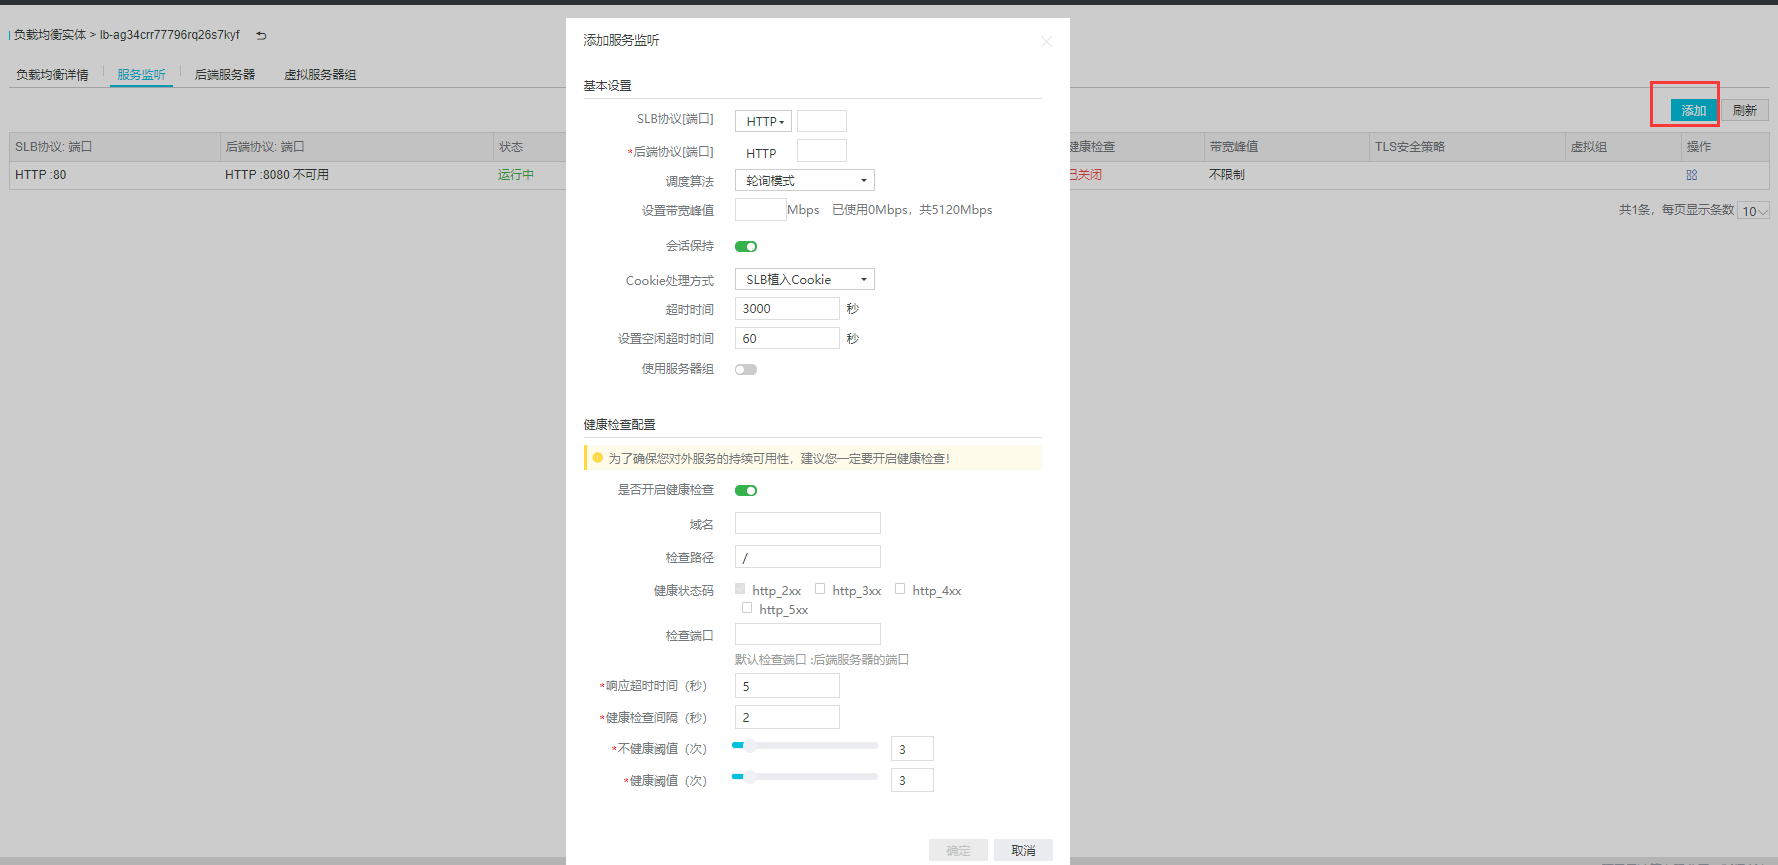 负载均衡实体 > lb-ag34crr77796rq26s7kyf
负载均衡详情 服务监听 后端服务器 虚拟服务器组
添加 刷新
SLB协议: 端口 后端协议: 端口 状态 健康检查 带宽峰值 TLS安全策略 虚拟组 操作
HTTP :80 HTTP :8080 不可用 运行中 已关闭 不限制
共1条，每页显示条数 10
添加服务监听
基本设置
SLB协议[端口] HTTP
*后端协议[端口] HTTP
调度算法 轮询模式
设置带宽峰值 Mbps 已使用0Mbps，共5120Mbps
会话保持
Cookie处理方式 SLB植入Cookie
超时时间 3000 秒
设置空闲超时时间 60 秒
使用服务器组
健康检查配置
为了确保您对外服务的持续可用性，建议您一定要开启健康检查！
是否开启健康检查
域名
检查路径 /
健康状态码 http_2xx http_3xx http_4xx
http_5xx
检查端口
默认检查端口 :后端服务器的端口
*响应超时时间（秒） 5
*健康检查间隔（秒） 2
*不健康阈值（次） 3
*健康阈值（次） 3
确定 取消